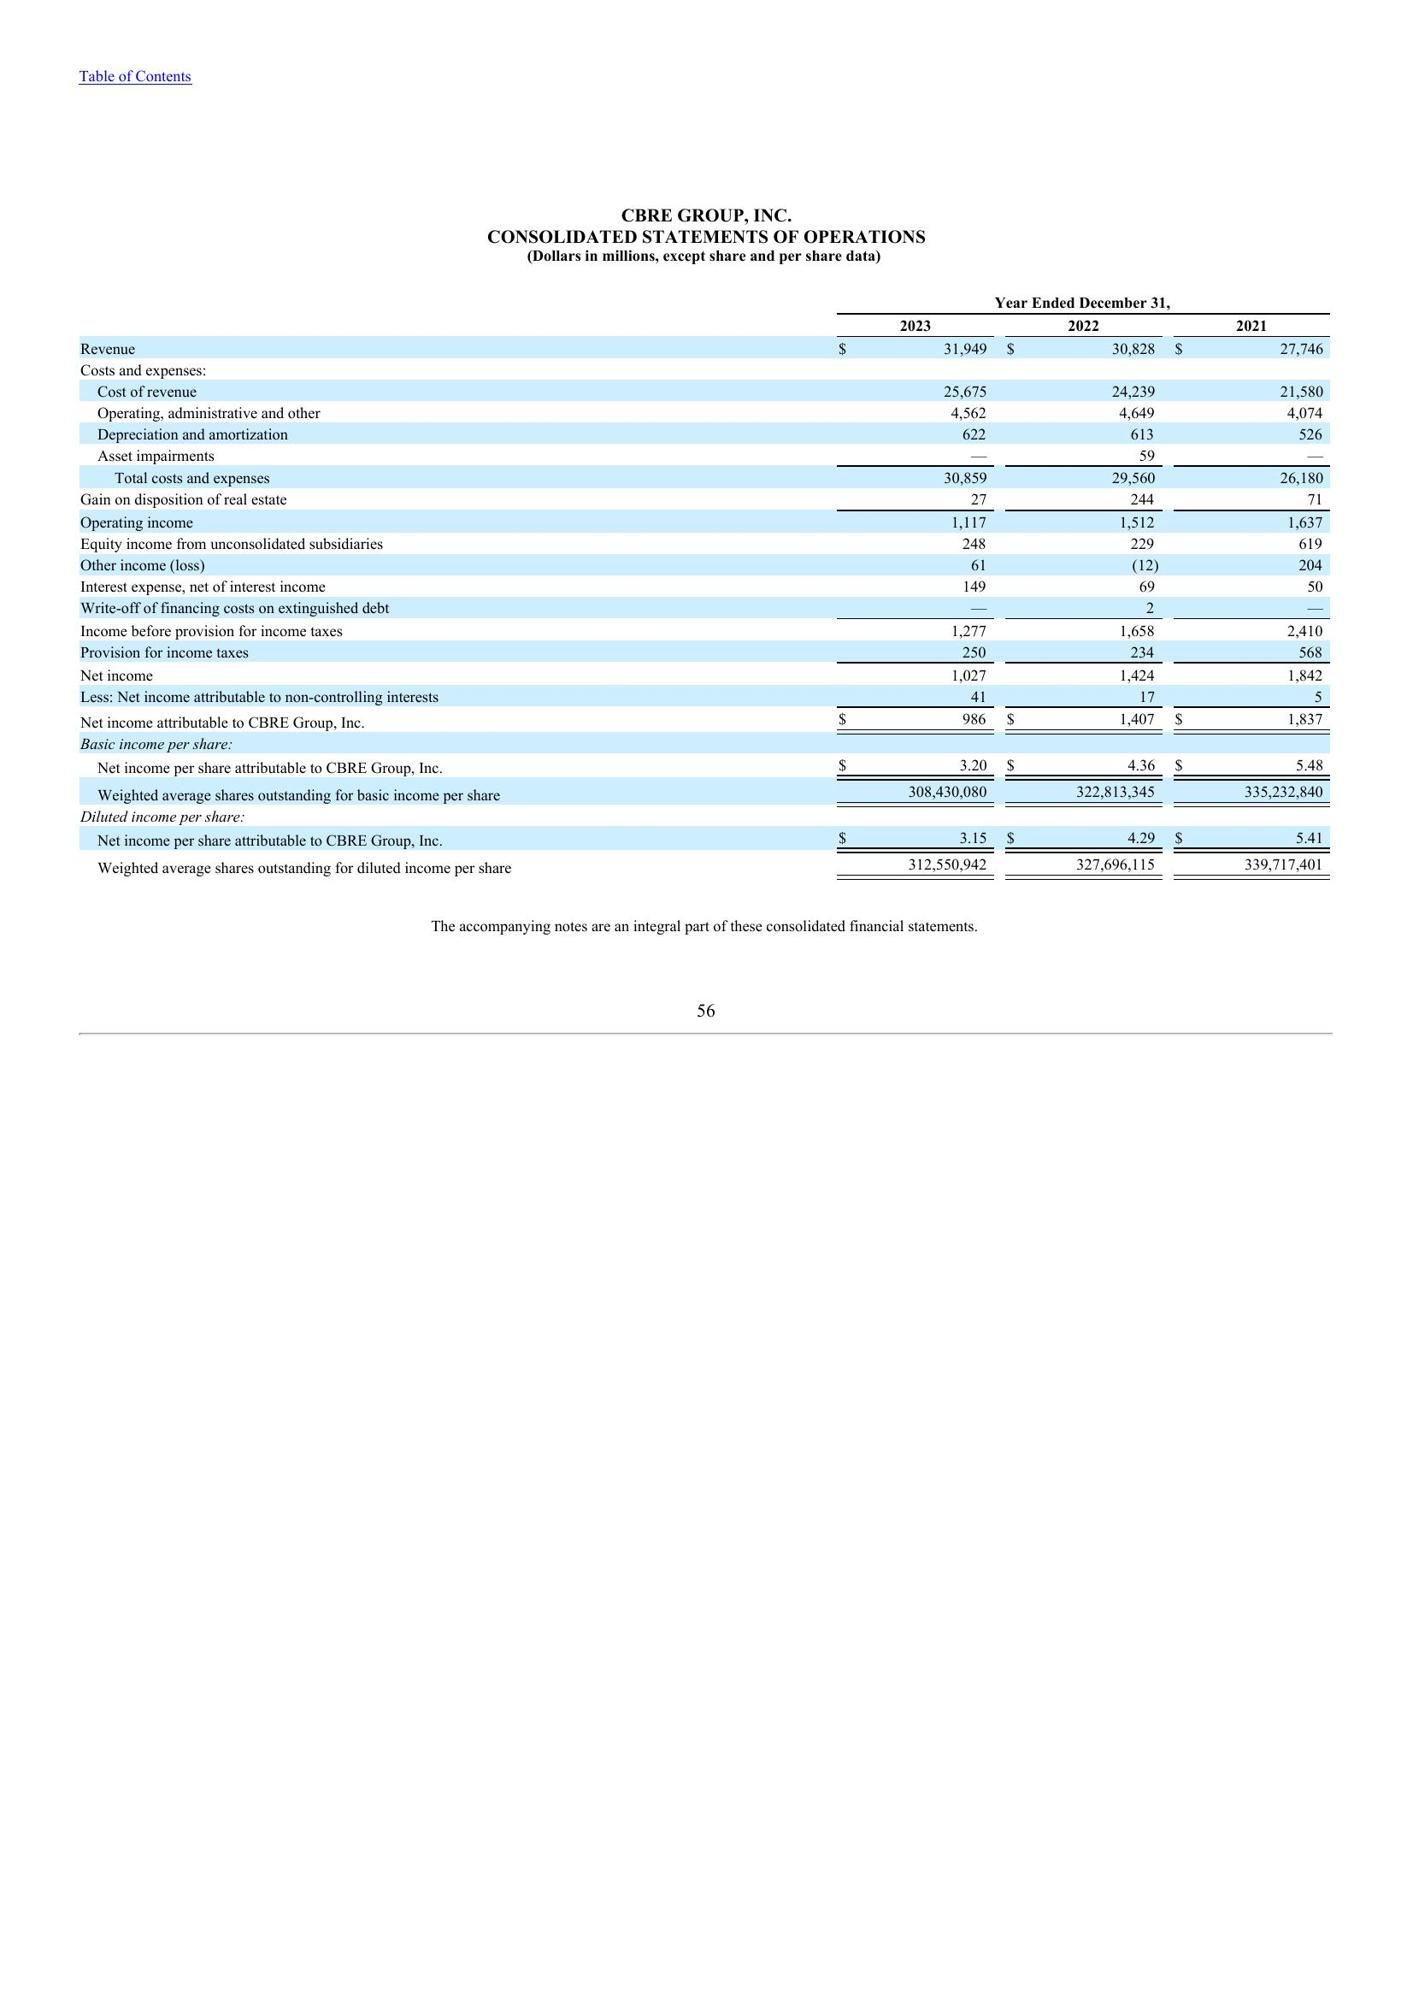 Table of Contents
CBRE GROUP, INC.
CONSOLIDATED STATEMENTS OF OPERATIONS
(Dollars in millions, except share and per share data)
Year Ended December 31,
2023 2022 2021
Revenue $ 31,949 $ 30,828 $ 27,746
Costs and expenses:
Cost of revenue 25,675 24,239 21,580
Operating, administrative and other 4,562 4,649 4,074
Depreciation and amortization 622 613 526
Asset impairments — 59 —
Total costs and expenses 30,859 29,560 26,180
Gain on disposition of real estate 27 244 71
Operating income 1,117 1,512 1,637
Equity income from unconsolidated subsidiaries 248 229 619
Other income (loss) 61 (12) 204
Interest expense, net of interest income 149 69 50
Write-off of financing costs on extinguished debt — 2 —
Income before provision for income taxes 1,277 1,658 2,410
Provision for income taxes 250 234 568
Net income 1,027 1,424 1,842
Less: Net income attributable to non-controlling interests 41 17 5
Net income attributable to CBRE Group, Inc. $ 986 $ 1,407 $ 1,837
Basic income per share:
Net income per share attributable to CBRE Group, Inc. $ 3.20 $ 4.36 $ 5.48
Weighted average shares outstanding for basic income per share 308,430,080 322,813,345 335,232,840
Diluted income per share:
Net income per share attributable to CBRE Group, Inc. $ 3.15 $ 4.29 $ 5.41
Weighted average shares outstanding for diluted income per share 312,550,942 327,696,115 339,717,401
The accompanying notes are an integral part of these consolidated financial statements.
56